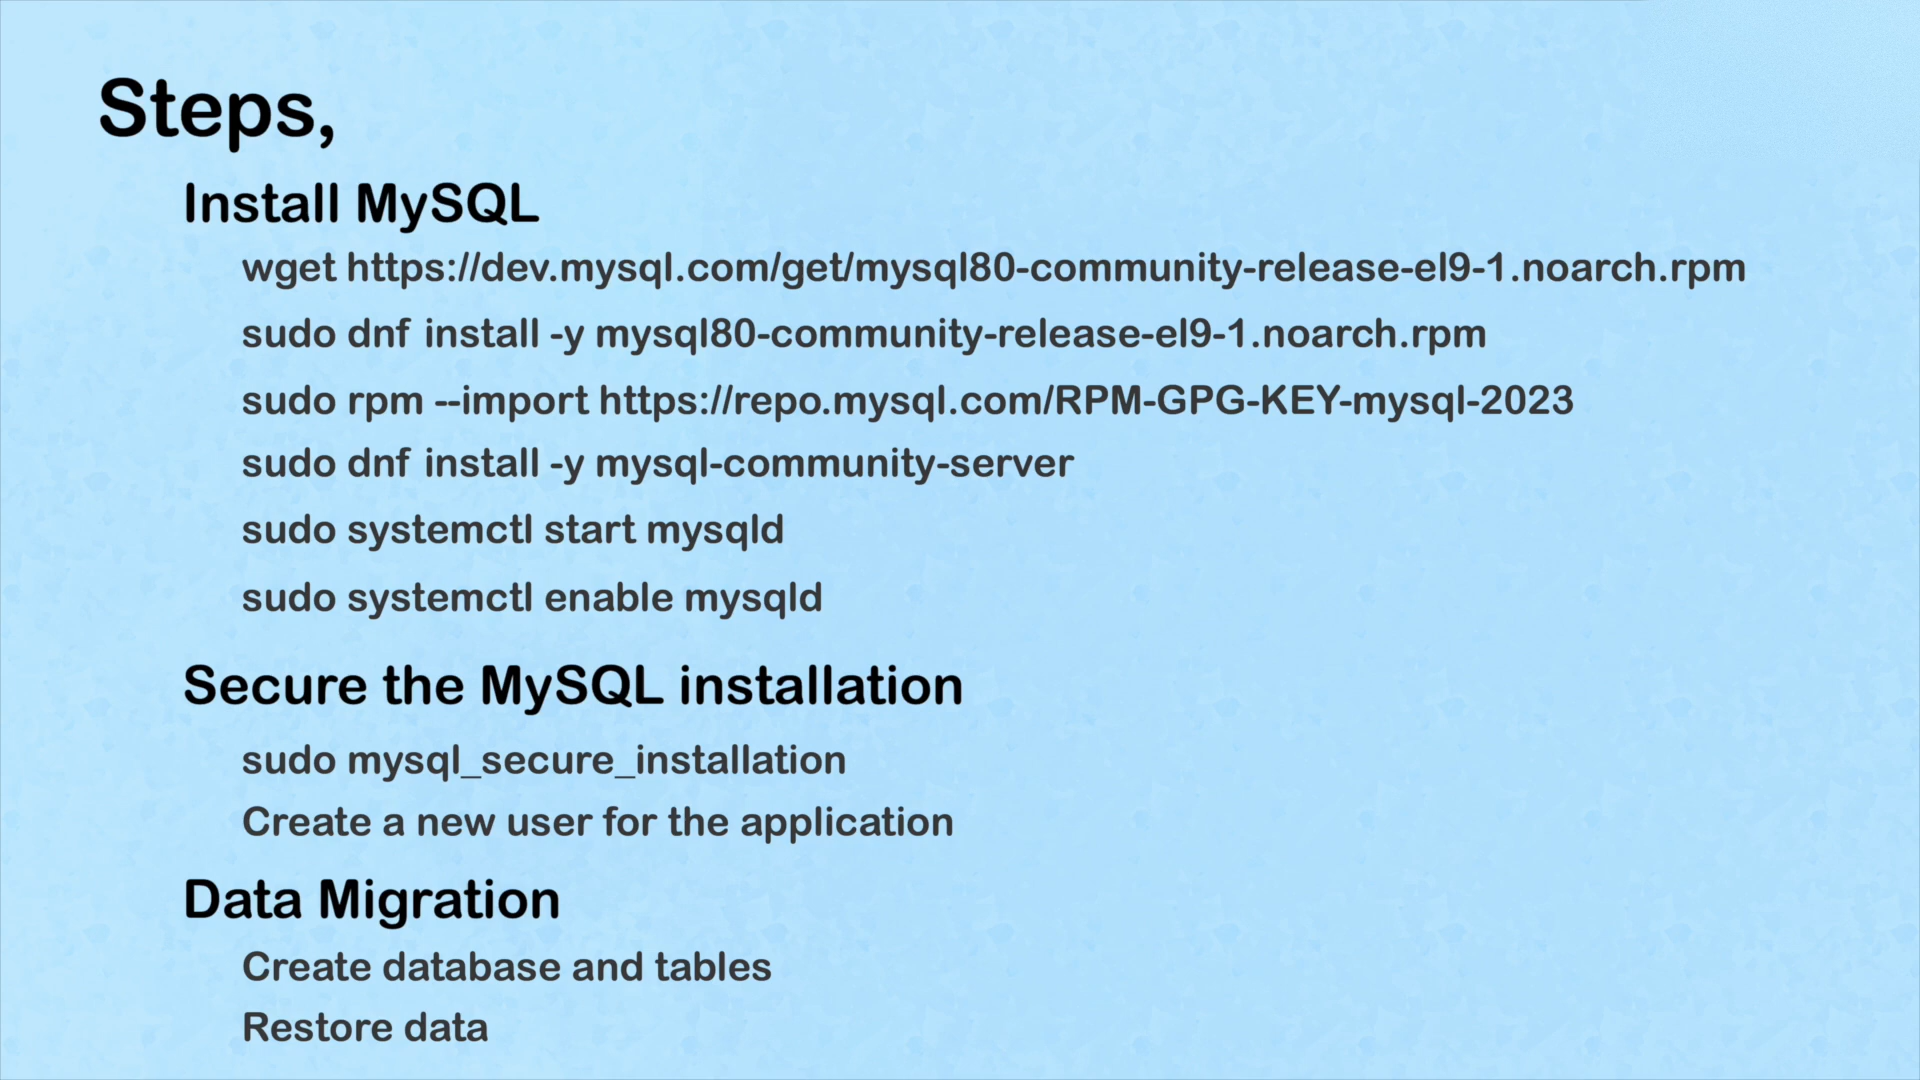 Steps,
Install MySQL
wget https://dev.mysql.com/get/mysql80-community-release-el9-1.noarch.rpm
sudo dnf install -y mysql80-community-release-el9-1.noarch.rpm
sudo rpm --import https://repo.mysql.com/RPM-GPG-KEY-mysql-2023
sudo dnf install -y mysql-community-server
sudo systemctl start mysqld
sudo systemctl enable mysqld
Secure the MySQL installation
sudo mysql_secure_installation
Create a new user for the application
Data Migration
Create database and tables
Restore data